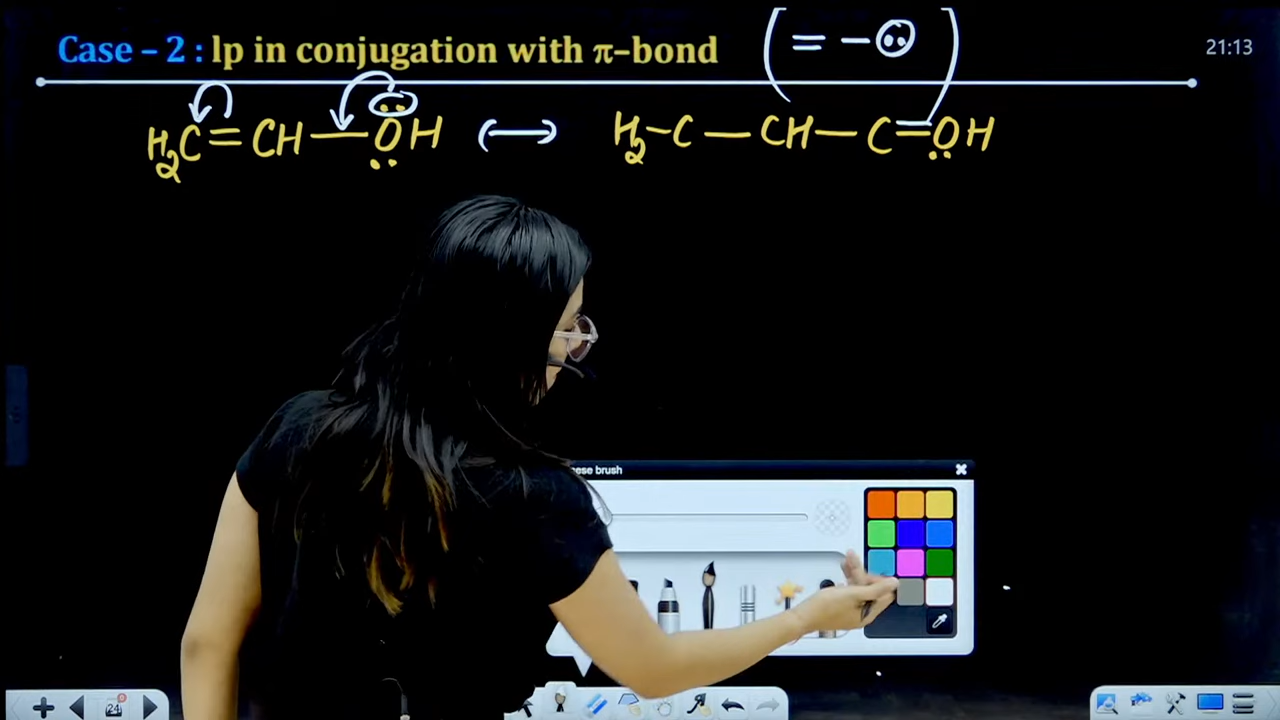 Case – 2 : lp in conjugation with π-bond
(= – :)
21:13
H₂C = CH — ÖH ⟷ H₂–C — CH — C = ÖH
ese brush
24